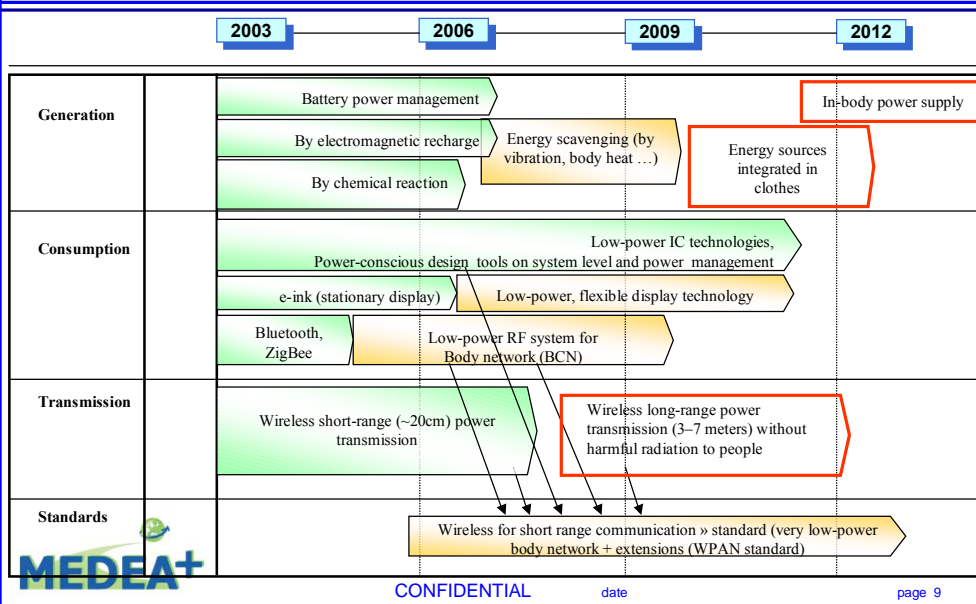 2003 2006 2009 2012
Generation
Battery power management
In-body power supply
By electromagnetic recharge
Energy scavenging (by
vibration, body heat …)
Energy sources
integrated in
clothes
By chemical reaction
Consumption
Low-power IC technologies,
Power-conscious design tools on system level and power management
e-ink (stationary display)
Low-power, flexible display technology
Bluetooth,
ZigBee
Low-power RF system for
Body network (BCN)
Transmission
Wireless short-range (~20cm) power
transmission
Wireless long-range power
transmission (3–7 meters) without
harmful radiation to people
Standards
Wireless for short range communication » standard (very low-power
body network + extensions (WPAN standard)
MEDEA+
CONFIDENTIAL date page 9